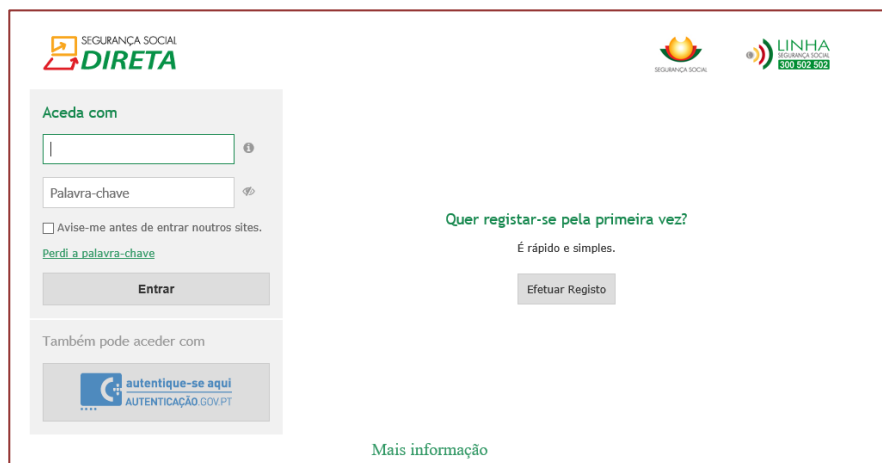 SEGURANÇA SOCIAL
DIRETA
SEGURANÇA SOCIAL
LINHA
SEGURANÇA SOCIAL
300 502 502
Aceda com
Palavra-chave
Avise-me antes de entrar noutros sites.
Perdi a palavra-chave
Entrar
Quer registar-se pela primeira vez?
É rápido e simples.
Efetuar Registo
Também pode aceder com
autentique-se aqui
AUTENTICAÇÃO.GOV.PT
Mais informação